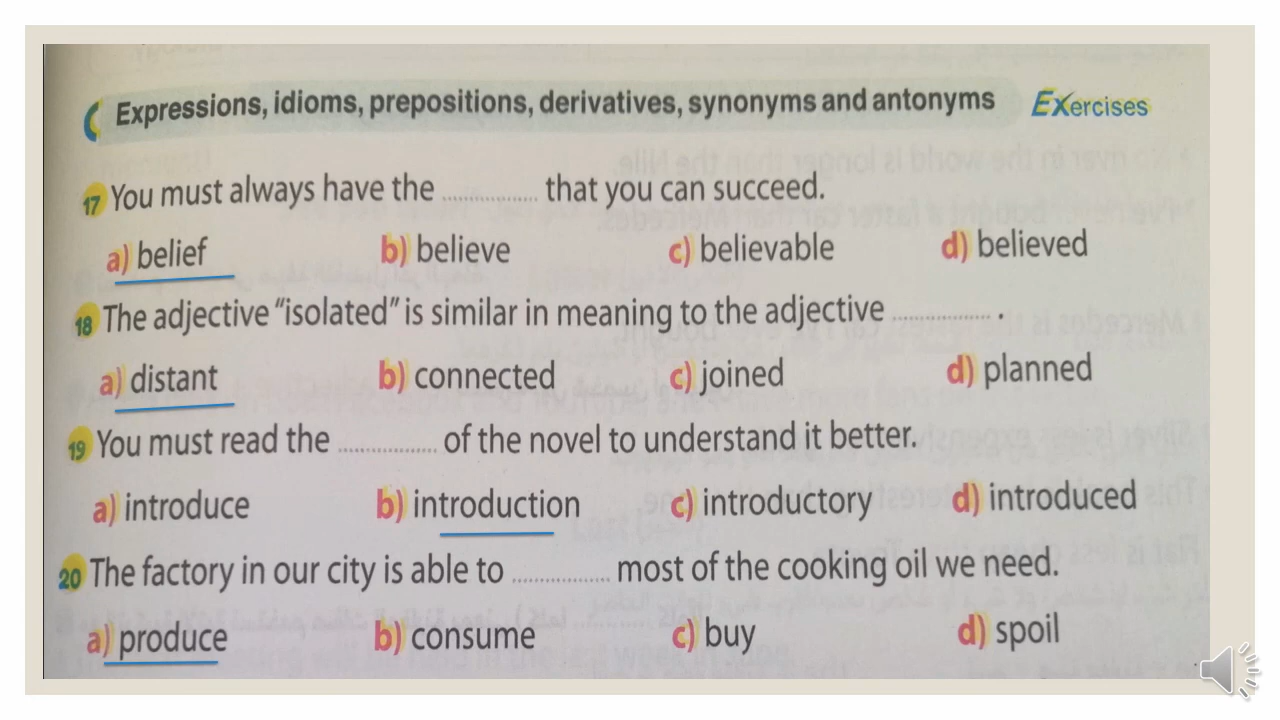 Expressions, idioms, prepositions, derivatives, synonyms and antonyms Exercises
17 You must always have the .................. that you can succeed.
a) belief b) believe c) believable d) believed
18 The adjective “isolated” is similar in meaning to the adjective .................. .
a) distant b) connected c) joined d) planned
19 You must read the .................. of the novel to understand it better.
a) introduce b) introduction c) introductory d) introduced
20 The factory in our city is able to .................. most of the cooking oil we need.
a) produce b) consume c) buy d) spoil